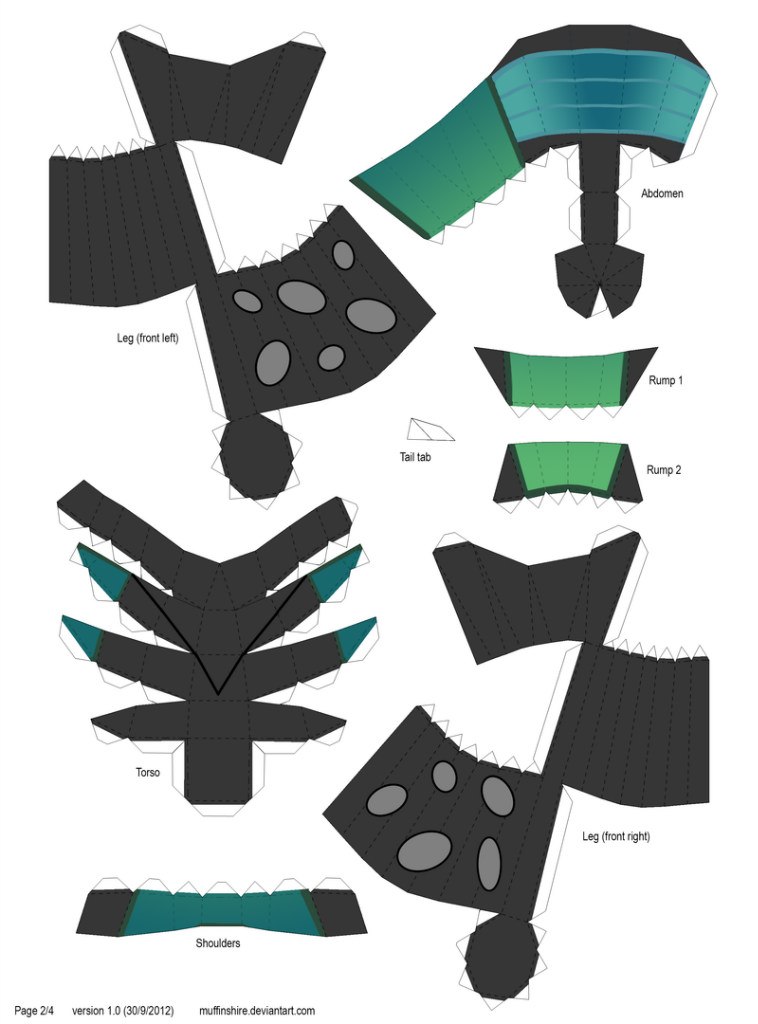 Abdomen
Leg (front left)
Rump 1
Tail tab
Rump 2
Torso
Leg (front right)
Shoulders
Page 2/4 version 1.0 (30/9/2012) muffinshire.deviantart.com